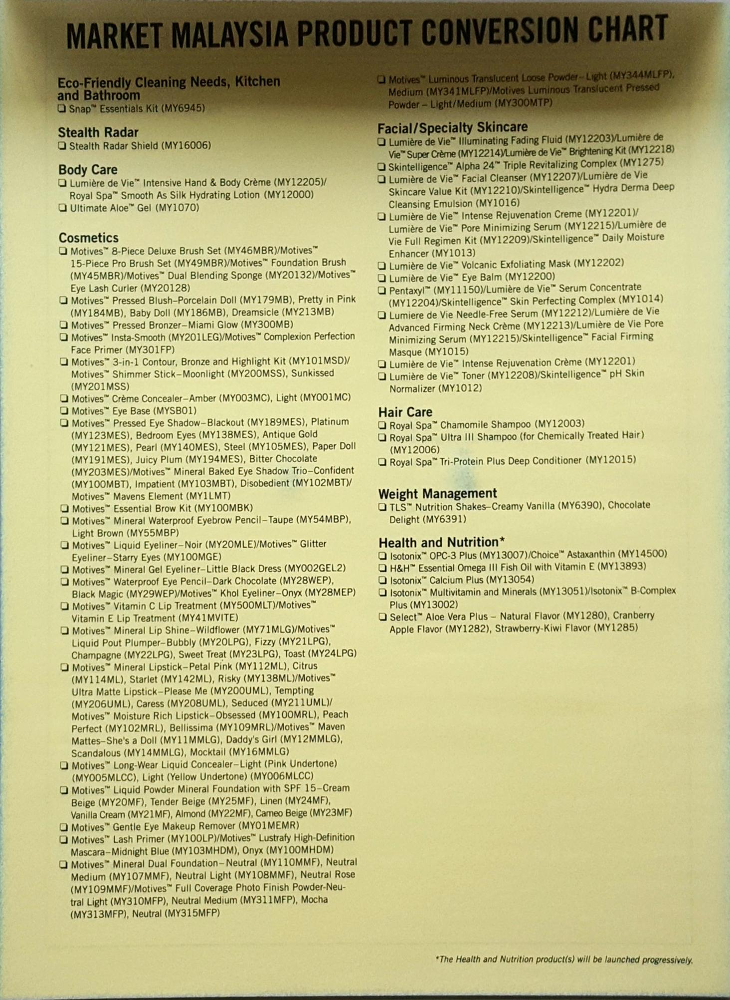 MARKET MALAYSIA PRODUCT CONVERSION CHART
Eco-Friendly Cleaning Needs, Kitchen
and Bathroom
❏ Snap™ Essentials Kit (MY6945)
Stealth Radar
❏ Stealth Radar Shield (MY16006)
Body Care
❏ Lumière de Vie™ Intensive Hand & Body Crème (MY12205)/
Royal Spa™ Smooth As Silk Hydrating Lotion (MY12000)
❏ Ultimate Aloe™ Gel (MY1070)
Cosmetics
❏ Motives™ 8-Piece Deluxe Brush Set (MY46MBR)/Motives™
15-Piece Pro Brush Set (MY49MBR)/Motives™ Foundation Brush
(MY45MBR)/Motives™ Dual Blending Sponge (MY20132)/Motives™
Eye Lash Curler (MY20128)
❏ Motives™ Pressed Blush–Porcelain Doll (MY179MB), Pretty in Pink
(MY184MB), Baby Doll (MY186MB), Dreamsicle (MY213MB)
❏ Motives™ Pressed Bronzer–Miami Glow (MY300MB)
❏ Motives™ Insta-Smooth (MY201LEG)/Motives™ Complexion Perfection
Face Primer (MY301FP)
❏ Motives™ 3-in-1 Contour, Bronze and Highlight Kit (MY101MSD)/
Motives™ Shimmer Stick–Moonlight (MY200MSS), Sunkissed
(MY201MSS)
❏ Motives™ Crème Concealer–Amber (MY003MC), Light (MY001MC)
❏ Motives™ Eye Base (MYSB01)
❏ Motives™ Pressed Eye Shadow–Blackout (MY189MES), Platinum
(MY123MES), Bedroom Eyes (MY138MES), Antique Gold
(MY121MES), Pearl (MY140MES), Steel (MY105MES), Paper Doll
(MY191MES), Juicy Plum (MY194MES), Bitter Chocolate
(MY203MES)/Motives™ Mineral Baked Eye Shadow Trio–Confident
(MY100MBT), Impatient (MY103MBT), Disobedient (MY102MBT)/
Motives™ Mavens Element (MY1LMT)
❏ Motives™ Essential Brow Kit (MY100MBK)
❏ Motives™ Mineral Waterproof Eyebrow Pencil–Taupe (MY54MBP),
Light Brown (MY55MBP)
❏ Motives™ Liquid Eyeliner–Noir (MY20MLE)/Motives™ Glitter
Eyeliner–Starry Eyes (MY100MGE)
❏ Motives™ Mineral Gel Eyeliner–Little Black Dress (MY002GEL2)
❏ Motives™ Waterproof Eye Pencil–Dark Chocolate (MY28WEP),
Black Magic (MY29WEP)/Motives™ Khol Eyeliner–Onyx (MY28MEP)
❏ Motives™ Vitamin C Lip Treatment (MY500MLT)/Motives™
Vitamin E Lip Treatment (MY41MVITE)
❏ Motives™ Mineral Lip Shine–Wildflower (MY71MLG)/Motives™
Liquid Pout Plumper–Bubbly (MY20LPG), Fizzy (MY21LPG),
Champagne (MY22LPG), Sweet Treat (MY23LPG), Toast (MY24LPG)
❏ Motives™ Mineral Lipstick–Petal Pink (MY112ML), Citrus
(MY114ML), Starlet (MY142ML), Risky (MY138ML)/Motives™
Ultra Matte Lipstick–Please Me (MY200UML), Tempting
(MY206UML), Caress (MY208UML), Seduced (MY211UML)/
Motives™ Moisture Rich Lipstick–Obsessed (MY100MRL), Peach
Perfect (MY102MRL), Bellissima (MY109MRL)/Motives™ Maven
Mattes–She's a Doll (MY11MMLG), Daddy's Girl (MY12MMLG),
Scandalous (MY14MMLG), Mocktail (MY16MMLG)
❏ Motives™ Long-Wear Liquid Concealer–Light (Pink Undertone)
(MY005MLCC), Light (Yellow Undertone) (MY006MLCC)
❏ Motives™ Liquid Powder Mineral Foundation with SPF 15–Cream
Beige (MY20MF), Tender Beige (MY25MF), Linen (MY24MF),
Vanilla Cream (MY21MF), Almond (MY22MF), Cameo Beige (MY23MF)
❏ Motives™ Gentle Eye Makeup Remover (MY01MEMR)
❏ Motives™ Lash Primer (MY100LP)/Motives™ Lustrafy High-Definition
Mascara–Midnight Blue (MY103MHDM), Onyx (MY100MHDM)
❏ Motives™ Mineral Dual Foundation–Neutral (MY110MMF), Neutral
Medium (MY107MMF), Neutral Light (MY108MMF), Neutral Rose
(MY109MMF)/Motives™ Full Coverage Photo Finish Powder-Neu-
tral Light (MY310MFP), Neutral Medium (MY311MFP), Mocha
(MY313MFP), Neutral (MY315MFP)
❏ Motives™ Luminous Translucent Loose Powder–Light (MY344MLFP),
Medium (MY341MLFP)/Motives Luminous Translucent Pressed
Powder – Light/Medium (MY300MTP)
Facial/Specialty Skincare
❏ Lumière de Vie™ Illuminating Fading Fluid (MY12203)/Lumière de
Vie™ Super Crème (MY12214)/Lumière de Vie™ Brightening Kit (MY12218)
❏ Skintelligence™ Alpha 24™ Triple Revitalizing Complex (MY1275)
❏ Lumière de Vie™ Facial Cleanser (MY12207)/Lumière de Vie
Skincare Value Kit (MY12210)/Skintelligence™ Hydra Derma Deep
Cleansing Emulsion (MY1016)
❏ Lumière de Vie™ Intense Rejuvenation Creme (MY12201)/
Lumière de Vie™ Pore Minimizing Serum (MY12215)/Lumière de
Vie Full Regimen Kit (MY12209)/Skintelligence™ Daily Moisture
Enhancer (MY1013)
❏ Lumière de Vie™ Volcanic Exfoliating Mask (MY12202)
❏ Lumière de Vie™ Eye Balm (MY12200)
❏ Pentaxyl™ (MY11150)/Lumière de Vie™ Serum Concentrate
(MY12204)/Skintelligence™ Skin Perfecting Complex (MY1014)
❏ Lumiere de Vie Needle-Free Serum (MY12212)/Lumière de Vie
Advanced Firming Neck Crème (MY12213)/Lumière de Vie Pore
Minimizing Serum (MY12215)/Skintelligence™ Facial Firming
Masque (MY1015)
❏ Lumière de Vie™ Intense Rejuvenation Crème (MY12201)
❏ Lumière de Vie™ Toner (MY12208)/Skintelligence™ pH Skin
Normalizer (MY1012)
Hair Care
❏ Royal Spa™ Chamomile Shampoo (MY12003)
❏ Royal Spa™ Ultra III Shampoo (for Chemically Treated Hair)
(MY12006)
❏ Royal Spa™ Tri-Protein Plus Deep Conditioner (MY12015)
Weight Management
❏ TLS™ Nutrition Shakes–Creamy Vanilla (MY6390), Chocolate
Delight (MY6391)
Health and Nutrition*
❏ Isotonix™ OPC-3 Plus (MY13007)/Choice™ Astaxanthin (MY14500)
❏ H&H™ Essential Omega III Fish Oil with Vitamin E (MY13893)
❏ Isotonix™ Calcium Plus (MY13054)
❏ Isotonix™ Multivitamin and Minerals (MY13051)/Isotonix™ B-Complex
Plus (MY13002)
❏ Select™ Aloe Vera Plus – Natural Flavor (MY1280), Cranberry
Apple Flavor (MY1282), Strawberry-Kiwi Flavor (MY1285)
*The Health and Nutrition product(s) will be launched progressively.